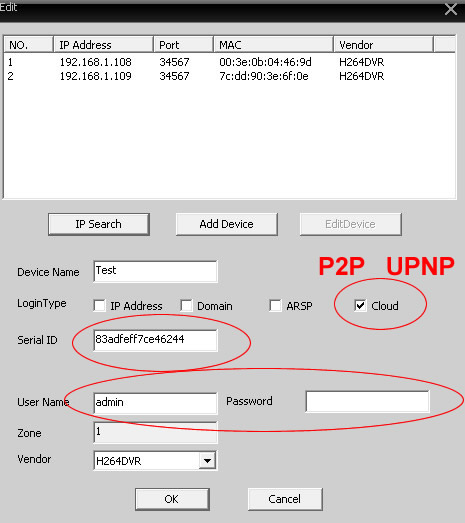 Edit
NO. IP Address Port MAC Vendor
1 192.168.1.108 34567 00:3e:0b:04:46:9d H264DVR
2 192.168.1.109 34567 7c:dd:90:3e:6f:0e H264DVR
IP Search Add Device EditDevice
Device Name Test P2P UPNP
LoginType IP Address Domain ARSP Cloud
Serial ID 83adfeff7ce46244
User Name admin Password
Zone 1
Vendor H264DVR
OK Cancel